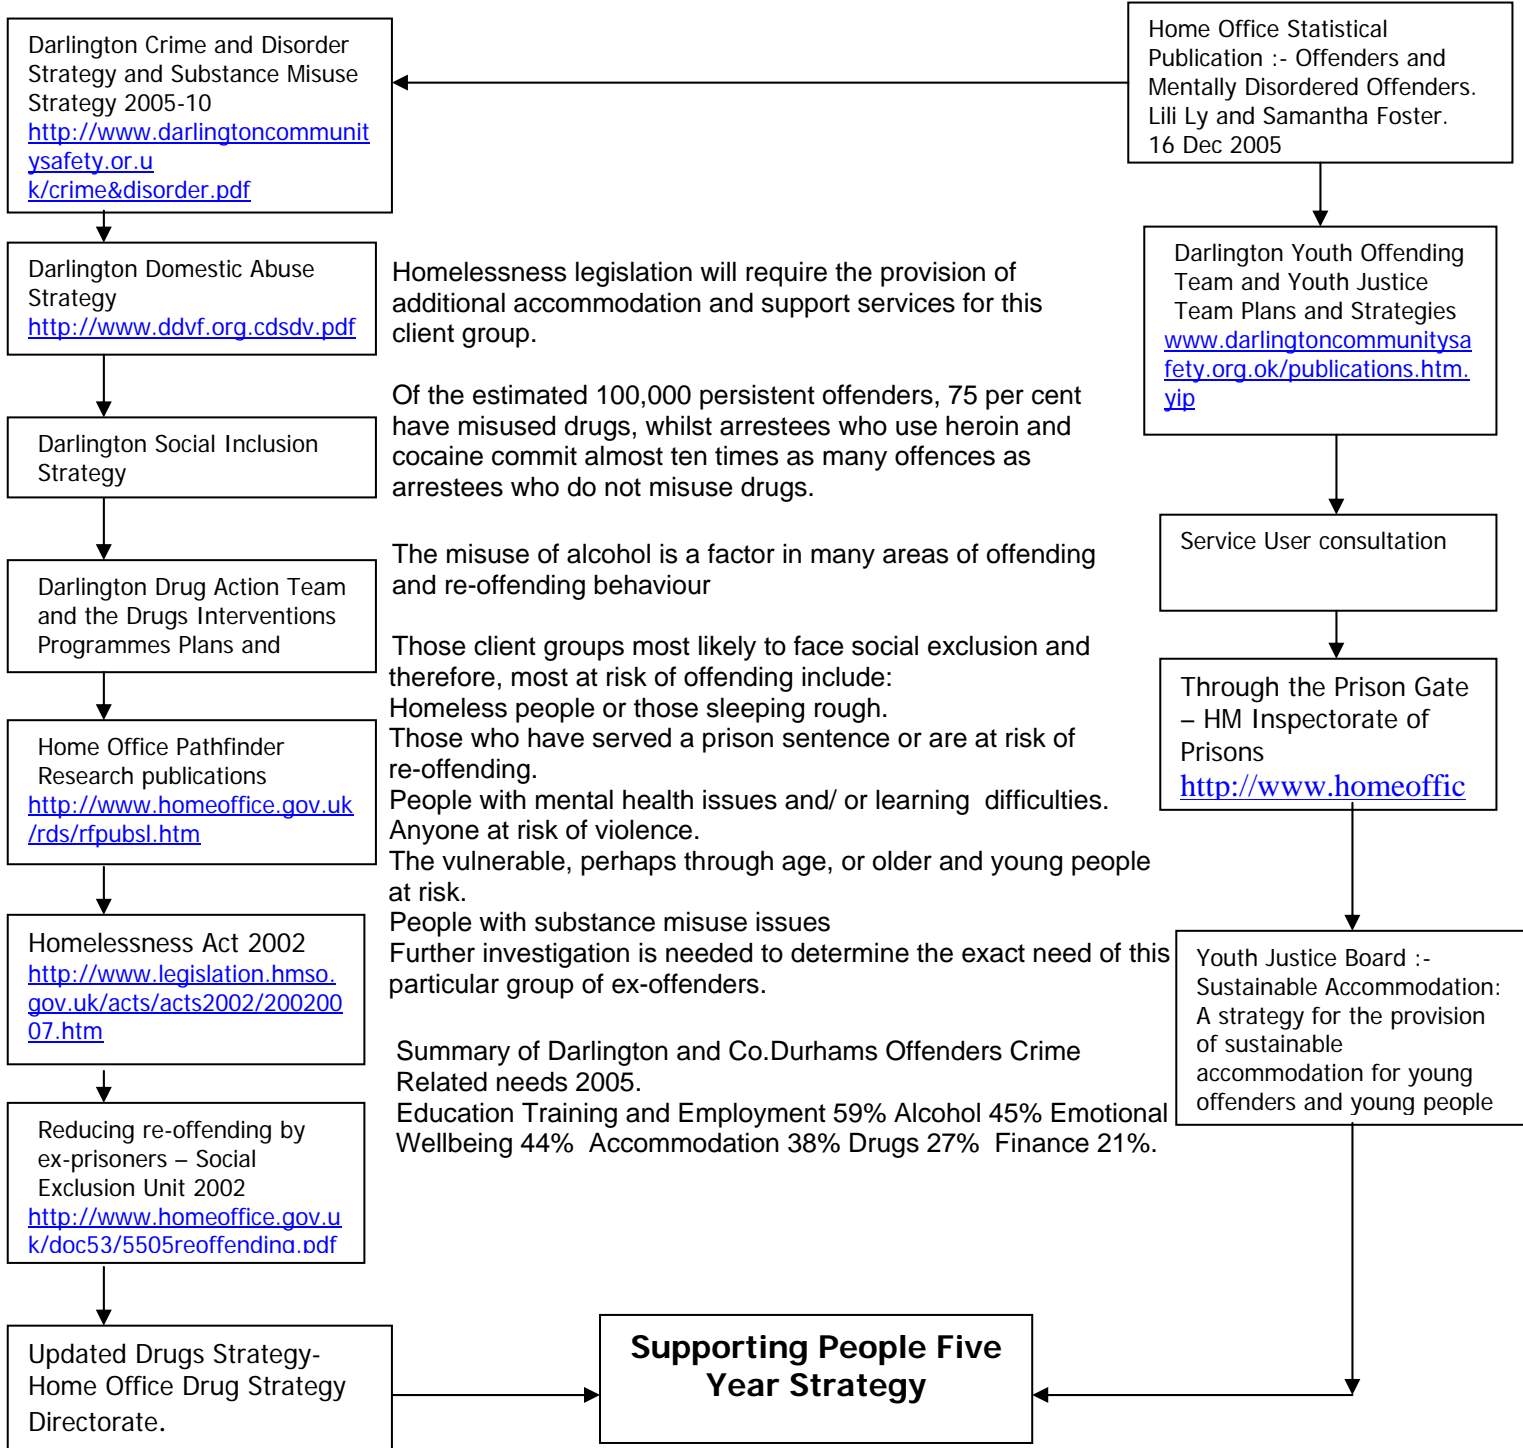 Darlington Crime and Disorder
Strategy and Substance Misuse
Strategy 2005-10
http://www.darlingtoncommunit
ysafety.or.u
k/crime&disorder.pdf
Home Office Statistical
Publication :- Offenders and
Mentally Disordered Offenders.
Lili Ly and Samantha Foster.
16 Dec 2005
Darlington Domestic Abuse
Strategy
http://www.ddvf.org.cdsdv.pdf
Darlington Social Inclusion
Strategy
Darlington Drug Action Team
and the Drugs Interventions
Programmes Plans and
Home Office Pathfinder
Research publications
http://www.homeoffice.gov.uk
/rds/rfpubsl.htm
Homelessness Act 2002
http://www.legislation.hmso.
gov.uk/acts/acts2002/200200
07.htm
Reducing re-offending by
ex-prisoners – Social
Exclusion Unit 2002
http://www.homeoffice.gov.u
k/doc53/5505reoffending.pdf
Updated Drugs Strategy-
Home Office Drug Strategy
Directorate.
Homelessness legislation will require the provision of
additional accommodation and support services for this
client group.
Of the estimated 100,000 persistent offenders, 75 per cent
have misused drugs, whilst arrestees who use heroin and
cocaine commit almost ten times as many offences as
arrestees who do not misuse drugs.
The misuse of alcohol is a factor in many areas of offending
and re-offending behaviour
Those client groups most likely to face social exclusion and
therefore, most at risk of offending include:
Homeless people or those sleeping rough.
Those who have served a prison sentence or are at risk of
re-offending.
People with mental health issues and/ or learning difficulties.
Anyone at risk of violence.
The vulnerable, perhaps through age, or older and young people
at risk.
People with substance misuse issues
Further investigation is needed to determine the exact need of this
particular group of ex-offenders.
Summary of Darlington and Co.Durhams Offenders Crime
Related needs 2005.
Education Training and Employment 59% Alcohol 45% Emotional
Wellbeing 44% Accommodation 38% Drugs 27% Finance 21%.
Darlington Youth Offending
Team and Youth Justice
Team Plans and Strategies
www.darlingtoncommunitysa
fety.org.ok/publications.htm.
yip
Service User consultation
Through the Prison Gate
– HM Inspectorate of
Prisons
http://www.homeoffic
Youth Justice Board :-
Sustainable Accommodation:
A strategy for the provision
of sustainable
accommodation for young
offenders and young people
Supporting People Five
Year Strategy